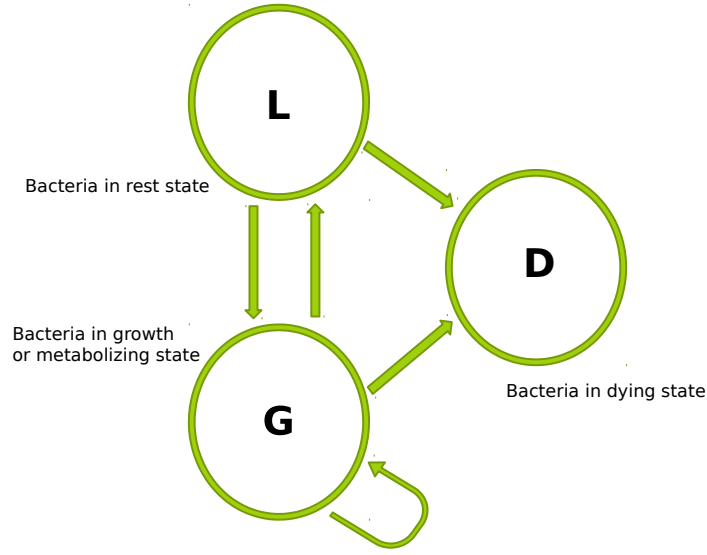 L
Bacteria in rest state
D
Bacteria in growth
or metabolizing state
Bacteria in dying state
G